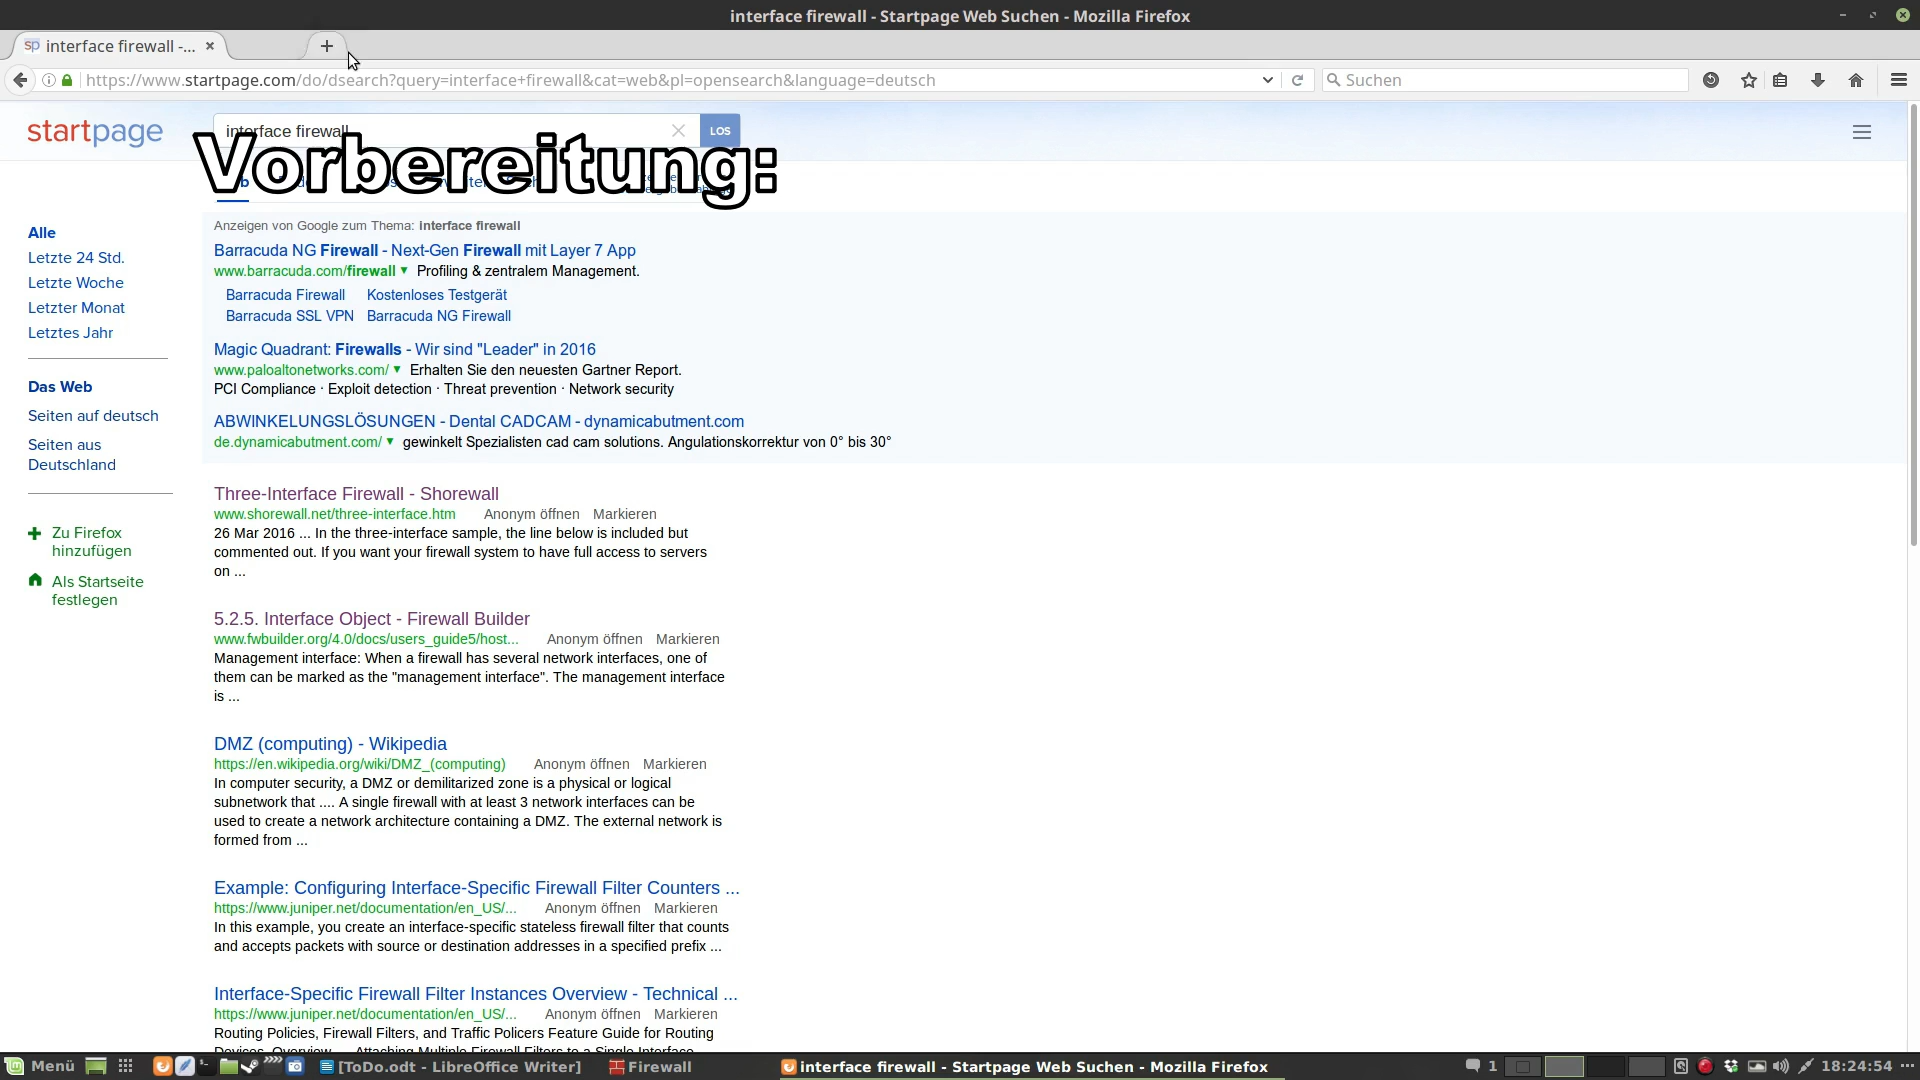 interface firewall - Startpage Web Suchen - Mozilla Firefox
sp interface firewall -...
https://www.startpage.com/do/dsearch?query=interface+firewall&cat=web&pl=opensearch&language=deutsch
Suchen
startpage
interface firewall
LOS
Vorbereitung:
Alle
Letzte 24 Std.
Letzte Woche
Letzter Monat
Letztes Jahr
Das Web
Seiten auf deutsch
Seiten aus
Deutschland
Zu Firefox
hinzufügen
Als Startseite
festlegen
Anzeigen von Google zum Thema: interface firewall
Barracuda NG Firewall - Next-Gen Firewall mit Layer 7 App
www.barracuda.com/firewall Profiling & zentralem Management.
Barracuda Firewall Kostenloses Testgerät
Barracuda SSL VPN Barracuda NG Firewall
Magic Quadrant: Firewalls - Wir sind "Leader" in 2016
www.paloaltonetworks.com/ Erhalten Sie den neuesten Gartner Report.
PCI Compliance · Exploit detection · Threat prevention · Network security
ABWINKELUNGSLÖSUNGEN - Dental CADCAM - dynamicabutment.com
de.dynamicabutment.com/ gewinkelt Spezialisten cad cam solutions. Angulationskorrektur von 0° bis 30°
Three-Interface Firewall - Shorewall
www.shorewall.net/three-interface.htm Anonym öffnen Markieren
26 Mar 2016 ... In the three-interface sample, the line below is included but
commented out. If you want your firewall system to have full access to servers
on ...
5.2.5. Interface Object - Firewall Builder
www.fwbuilder.org/4.0/docs/users_guide5/host... Anonym öffnen Markieren
Management interface: When a firewall has several network interfaces, one of
them can be marked as the "management interface". The management interface
is ...
DMZ (computing) - Wikipedia
https://en.wikipedia.org/wiki/DMZ_(computing) Anonym öffnen Markieren
In computer security, a DMZ or demilitarized zone is a physical or logical
subnetwork that .... A single firewall with at least 3 network interfaces can be
used to create a network architecture containing a DMZ. The external network is
formed from ...
Example: Configuring Interface-Specific Firewall Filter Counters ...
https://www.juniper.net/documentation/en_US/... Anonym öffnen Markieren
In this example, you create an interface-specific stateless firewall filter that counts
and accepts packets with source or destination addresses in a specified prefix ...
Interface-Specific Firewall Filter Instances Overview - Technical ...
https://www.juniper.net/documentation/en_US/... Anonym öffnen Markieren
Routing Policies, Firewall Filters, and Traffic Policers Feature Guide for Routing
Devices. Overview ... Attaching Multiple Firewall Filters to a Single Interface
Menü
[ToDo.odt - LibreOffice Writer]
Firewall
interface firewall - Startpage Web Suchen - Mozilla Firefox
1
18:24:54